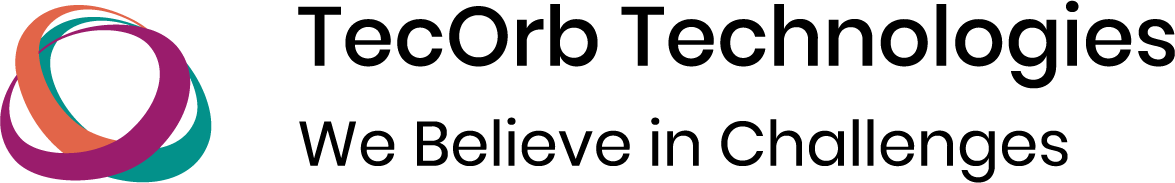 TecOrb Technologies
We Believe in Challenges